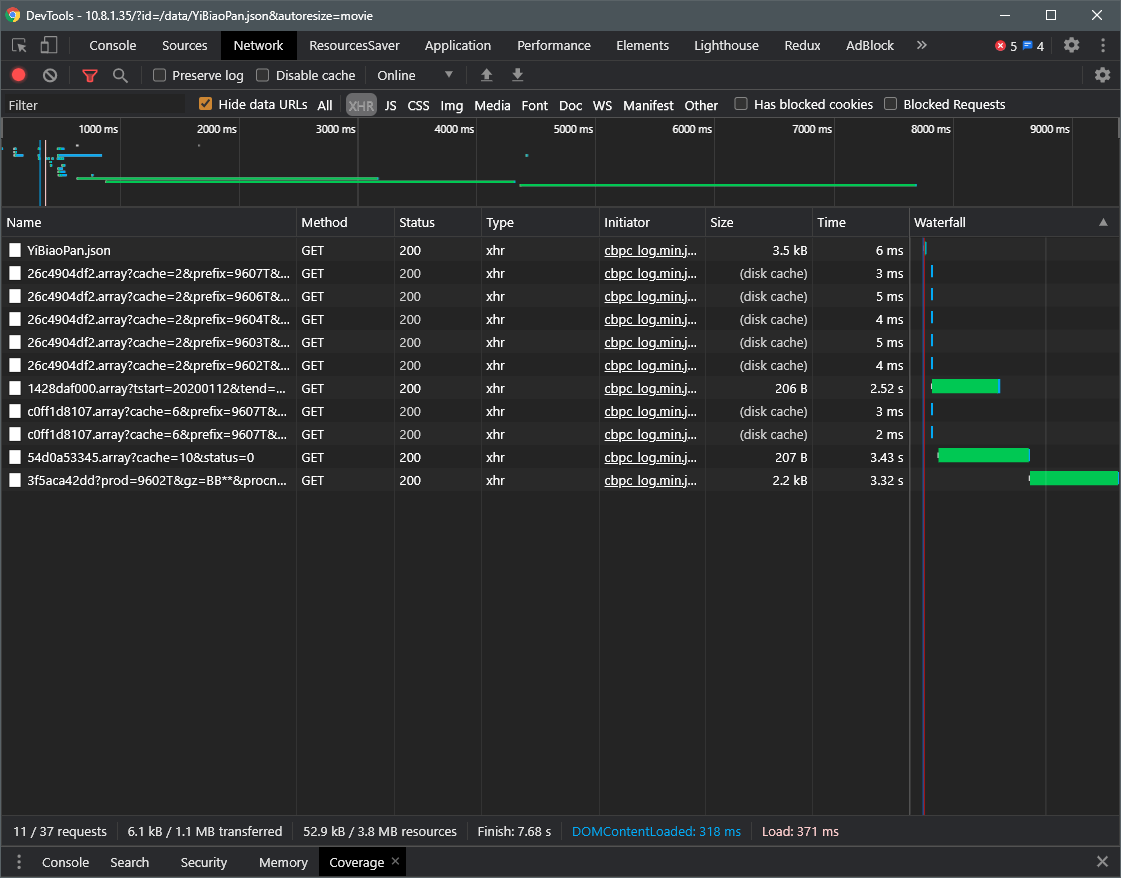 DevTools - 10.8.1.35/?id=/data/YiBiaoPan.json&autoresize=movie
Console Sources Network ResourcesSaver Application Performance Elements Lighthouse Redux AdBlock » 5 4
Preserve log Disable cache Online
Filter Hide data URLs All XHR JS CSS Img Media Font Doc WS Manifest Other Has blocked cookies Blocked Requests
1000 ms 2000 ms 3000 ms 4000 ms 5000 ms 6000 ms 7000 ms 8000 ms 9000 ms
Name Method Status Type Initiator Size Time Waterfall
YiBiaoPan.json GET 200 xhr cbpc_log.min.j... 3.5 kB 6 ms
26c4904df2.array?cache=2&prefix=9607T&... GET 200 xhr cbpc_log.min.j... (disk cache) 3 ms
26c4904df2.array?cache=2&prefix=9606T&... GET 200 xhr cbpc_log.min.j... (disk cache) 5 ms
26c4904df2.array?cache=2&prefix=9604T&... GET 200 xhr cbpc_log.min.j... (disk cache) 4 ms
26c4904df2.array?cache=2&prefix=9603T&... GET 200 xhr cbpc_log.min.j... (disk cache) 5 ms
26c4904df2.array?cache=2&prefix=9602T&... GET 200 xhr cbpc_log.min.j... (disk cache) 4 ms
1428daf000.array?tstart=20200112&tend=... GET 200 xhr cbpc_log.min.j... 206 B 2.52 s
c0ff1d8107.array?cache=6&prefix=9607T&... GET 200 xhr cbpc_log.min.j... (disk cache) 3 ms
c0ff1d8107.array?cache=6&prefix=9607T&... GET 200 xhr cbpc_log.min.j... (disk cache) 2 ms
54d0a53345.array?cache=10&status=0 GET 200 xhr cbpc_log.min.j... 207 B 3.43 s
3f5aca42dd?prod=9602T&gz=BB**&procn... GET 200 xhr cbpc_log.min.j... 2.2 kB 3.32 s
11 / 37 requests 6.1 kB / 1.1 MB transferred 52.9 kB / 3.8 MB resources Finish: 7.68 s DOMContentLoaded: 318 ms Load: 371 ms
Console Search Security Memory Coverage ×